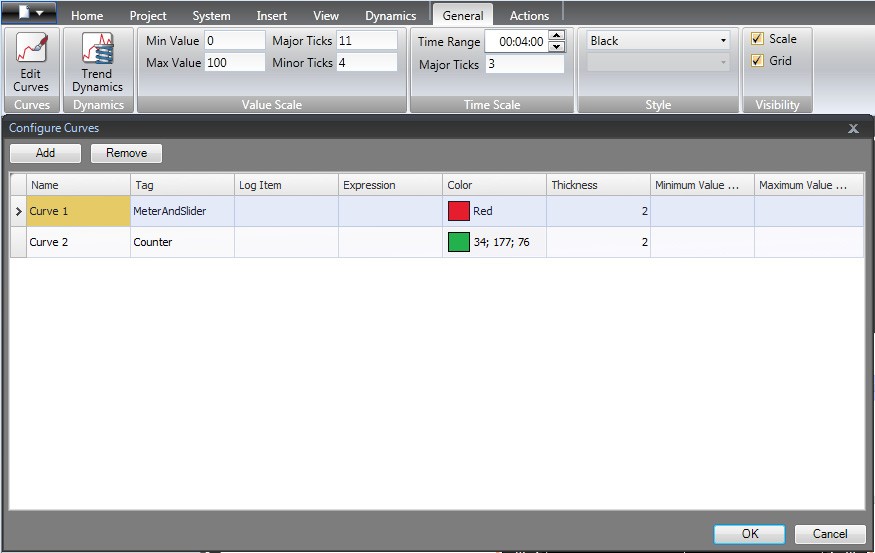 Home Project System Insert View Dynamics General Actions
Min Value 0 Major Ticks 11 Time Range 00:04:00 Black Scale
Edit Curves Trend Dynamics Max Value 100 Minor Ticks 4 Major Ticks 3 Grid
Curves Dynamics Value Scale Time Scale Style Visibility
Configure Curves X
Add Remove
Name Tag Log Item Expression Color Thickness Minimum Value ... Maximum Value ...
Curve 1 MeterAndSlider Red 2
Curve 2 Counter 34; 177; 76 2
OK Cancel